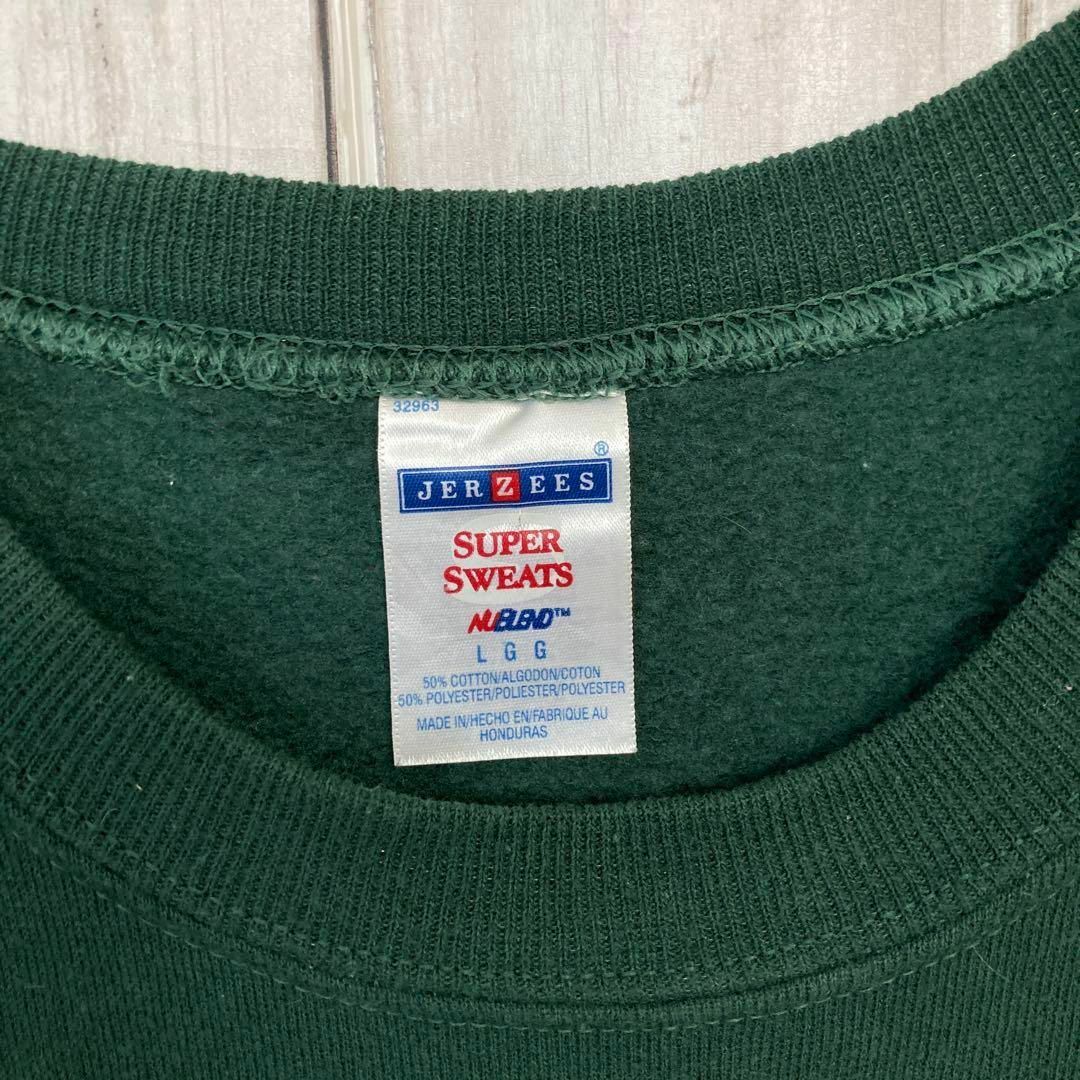 32963
®
JERZEES
SUPER
SWEATS
NUBLEND™
L G G
50% COTTON/ALGODON/COTON
50% POLYESTER/POLIESTER/POLYESTER
MADE IN/HECHO EN/FABRIQUE AU
HONDURAS